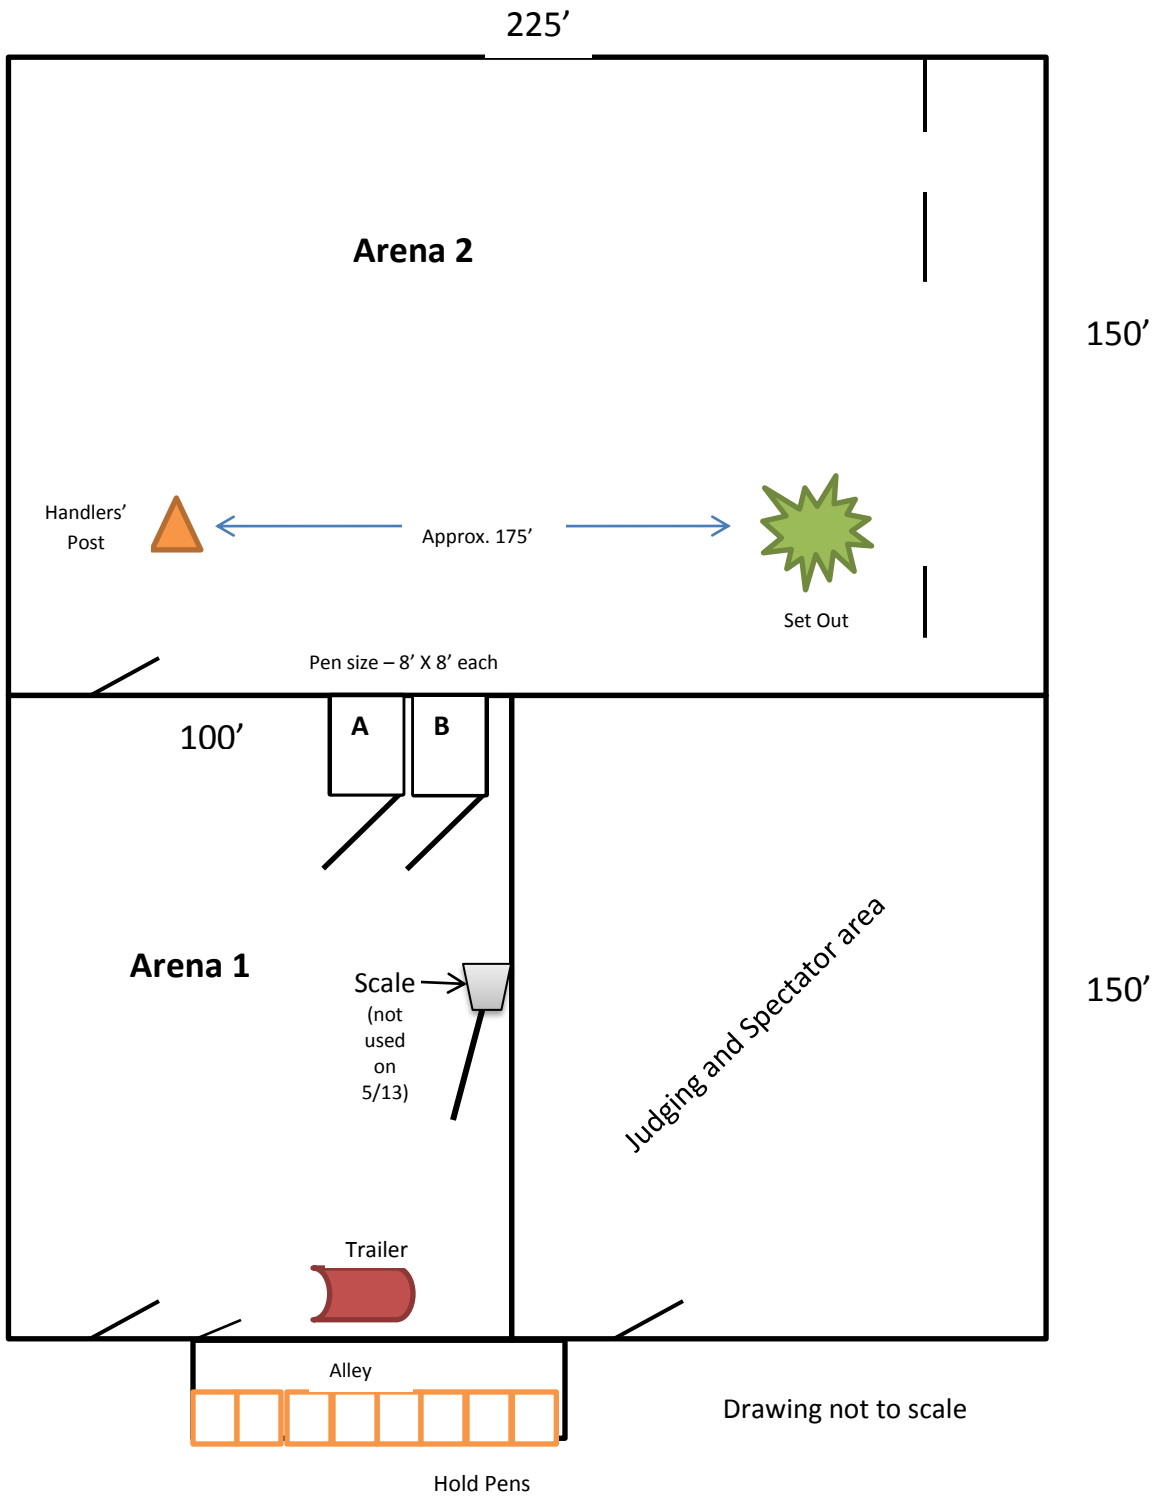 225’
Arena 2
150’
Handlers’
Post
Approx. 175’
Set Out
Pen size – 8’ X 8’ each
100’
A
B
Arena 1
Scale
(not
used
on
5/13)
Judging and Spectator area
150’
Trailer
Alley
Drawing not to scale
Hold Pens